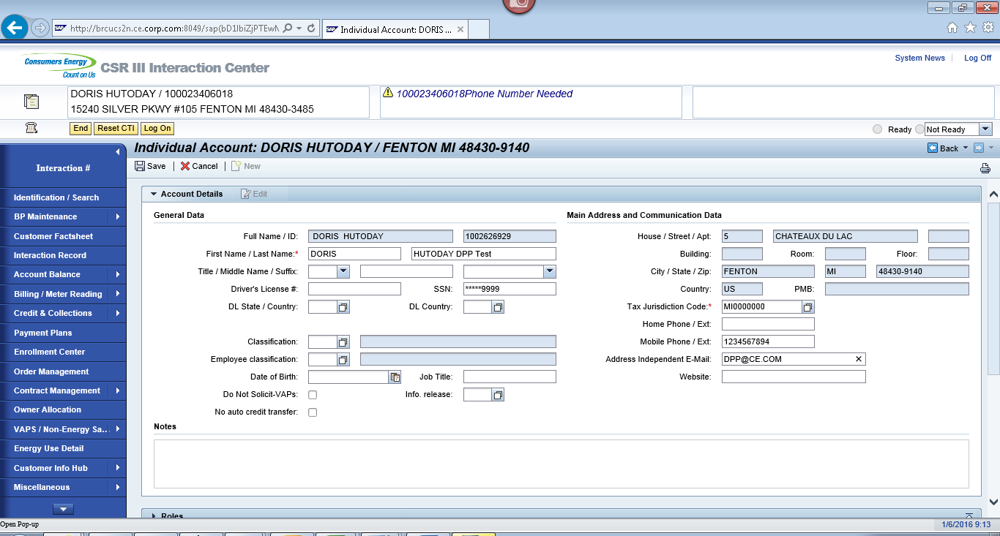 http://brcucs2n.ce.corp.com:8049/sap(bD1lbiZjPTEwN
Individual Account: DORIS ...
System News
Log Off
Consumers Energy
Count on Us
CSR III Interaction Center
DORIS HUTODAY / 100023406018
15240 SILVER PKWY #105 FENTON MI 48430-3485
100023406018Phone Number Needed
End
Reset CTI
Log On
Ready
Not Ready
Individual Account: DORIS HUTODAY / FENTON MI 48430-9140
Back
Save
Cancel
New
Interaction #
Identification / Search
BP Maintenance
Customer Factsheet
Interaction Record
Account Balance
Billing / Meter Reading
Credit & Collections
Payment Plans
Enrollment Center
Order Management
Contract Management
Owner Allocation
VAPS / Non-Energy Sa...
Energy Use Detail
Customer Info Hub
Miscellaneous
Account Details
Edit
General Data
Full Name / ID: DORIS HUTODAY 1002626929
First Name / Last Name:* DORIS HUTODAY DPP Test
Title / Middle Name / Suffix:
Driver's License #: SSN: *****9999
DL State / Country: DL Country:
Classification:
Employee classification:
Date of Birth: Job Title:
Do Not Solicit-VAPs: Info. release:
No auto credit transfer:
Main Address and Communication Data
House / Street / Apt: 5 CHATEAUX DU LAC
Building: Room: Floor:
City / State / Zip: FENTON MI 48430-9140
Country: US PMB:
Tax Jurisdiction Code:* MI0000000
Home Phone / Ext:
Mobile Phone / Ext: 1234567894
Address Independent E-Mail: DPP@CE.COM
Website:
Notes
Roles
Open Pop-up
1/6/2016 9:13